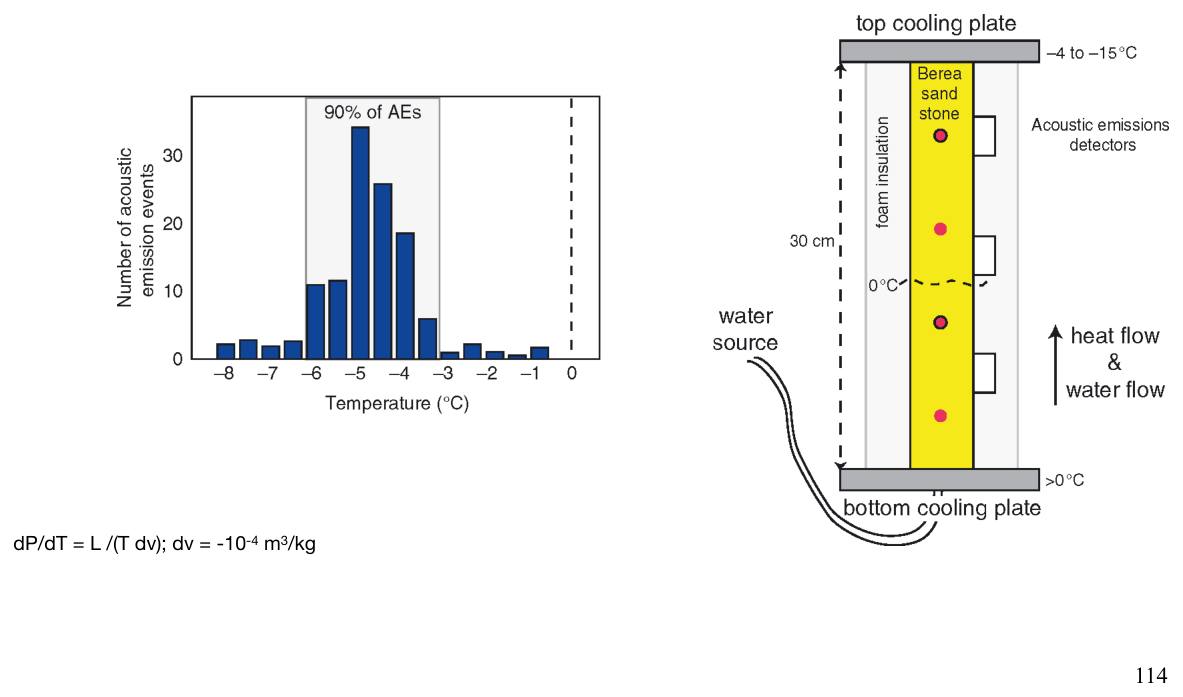 90% of AEs
Number of acoustic
emission events
30
20
10
0
–8 –7 –6 –5 –4 –3 –2 –1 0
Temperature (°C)
top cooling plate
–4 to –15°C
Berea
sand
stone
foam insulation
Acoustic emissions
detectors
30 cm
0°C
water
source
heat flow
&
water flow
>0°C
bottom cooling plate
dP/dT = L /(T dv); dv = -10⁻⁴ m³/kg
114